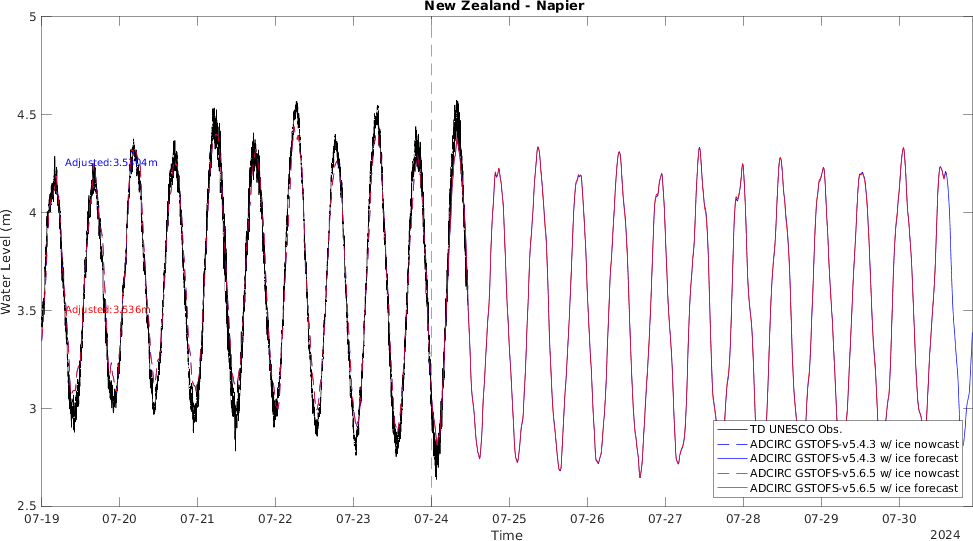 New Zealand - Napier
5
4.5
4
3.5
3
2.5
Water Level (m)
Adjusted:3.536m
07-19
07-20
07-21
07-22
07-23
07-24
07-25
07-26
07-27
07-28
07-29
07-30
Time
2024
TD UNESCO Obs.
ADCIRC GSTOFS-v5.4.3 w/ ice nowcast
ADCIRC GSTOFS-v5.4.3 w/ ice forecast
ADCIRC GSTOFS-v5.6.5 w/ ice nowcast
ADCIRC GSTOFS-v5.6.5 w/ ice forecast